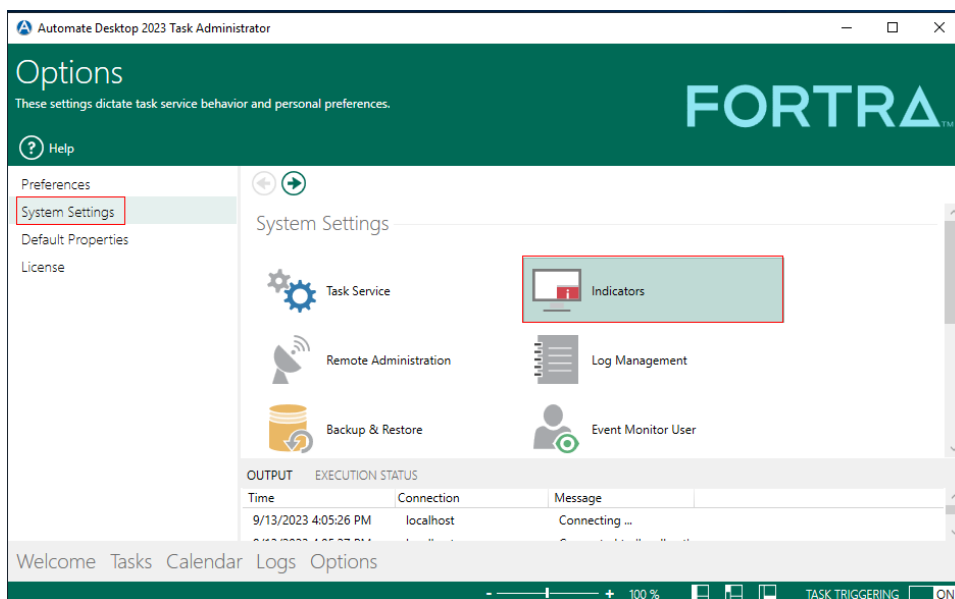 Automate Desktop 2023 Task Administrator
Options
These settings dictate task service behavior and personal preferences.
FORTRA™
? Help
Preferences
System Settings
Default Properties
License
System Settings
Task Service
Indicators
Remote Administration
Log Management
Backup & Restore
Event Monitor User
OUTPUT EXECUTION STATUS
Time Connection Message
9/13/2023 4:05:26 PM localhost Connecting ...
Welcome Tasks Calendar Logs Options
- + 100 % TASK TRIGGERING ON